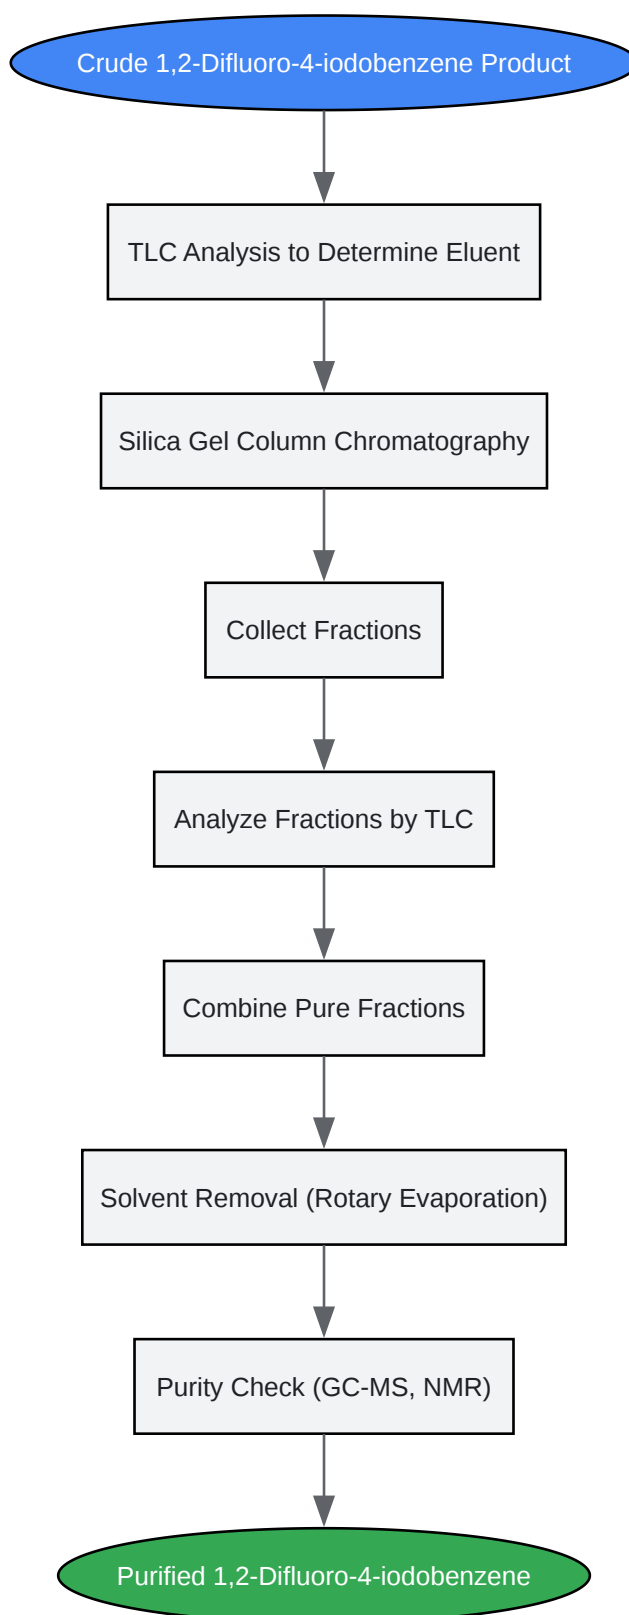 Crude 1,2-Difluoro-4-iodobenzene Product
TLC Analysis to Determine Eluent
Silica Gel Column Chromatography
Collect Fractions
Analyze Fractions by TLC
Combine Pure Fractions
Solvent Removal (Rotary Evaporation)
Purity Check (GC-MS, NMR)
Purified 1,2-Difluoro-4-iodobenzene